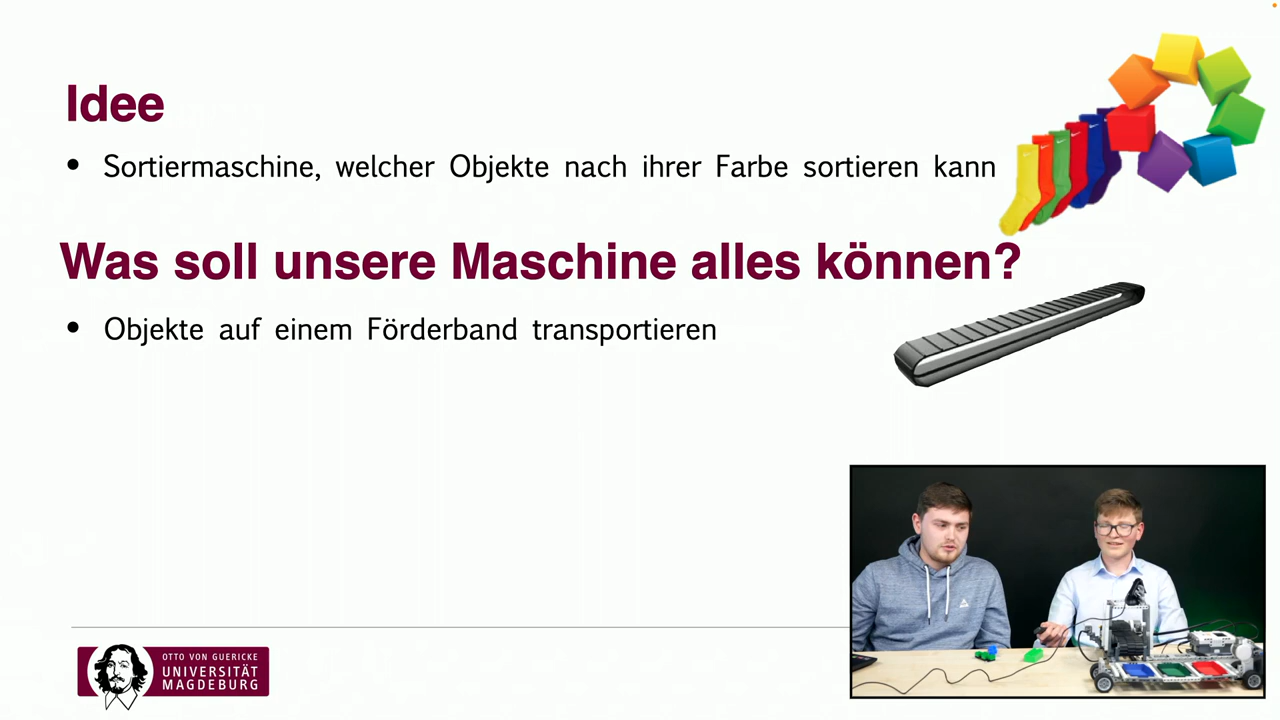 Idee
• Sortiermaschine, welcher Objekte nach ihrer Farbe sortieren kann
Was soll unsere Maschine alles können?
• Objekte auf einem Förderband transportieren
OTTO VON GUERICKE
UNIVERSITÄT
MAGDEBURG